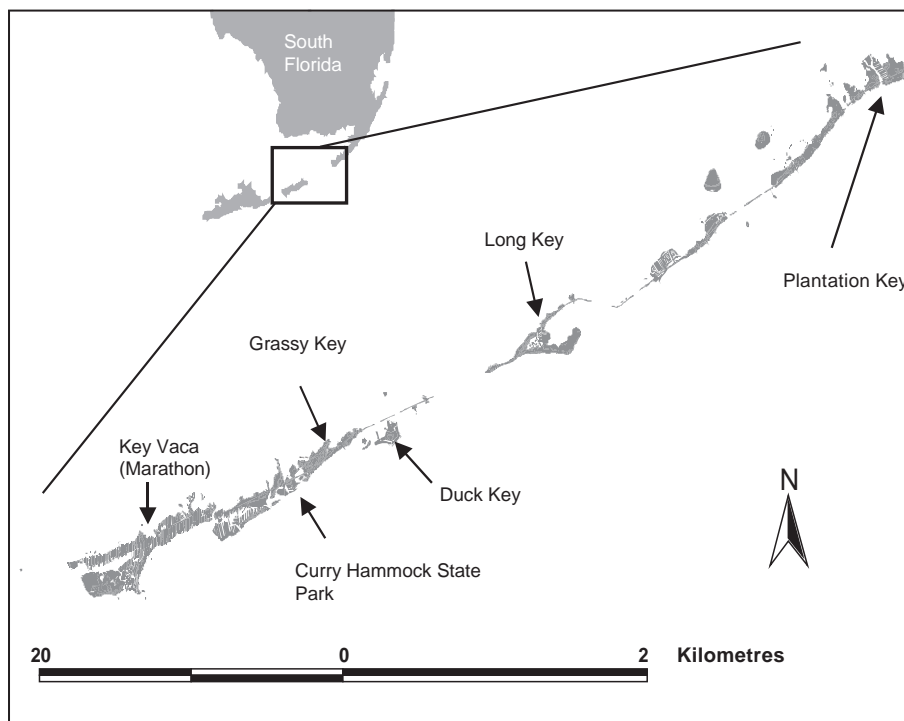 South
Florida
Long Key
Plantation Key
Grassy Key
Key Vaca
(Marathon)
Duck Key
N
Curry Hammock State
Park
20 0 2 Kilometres